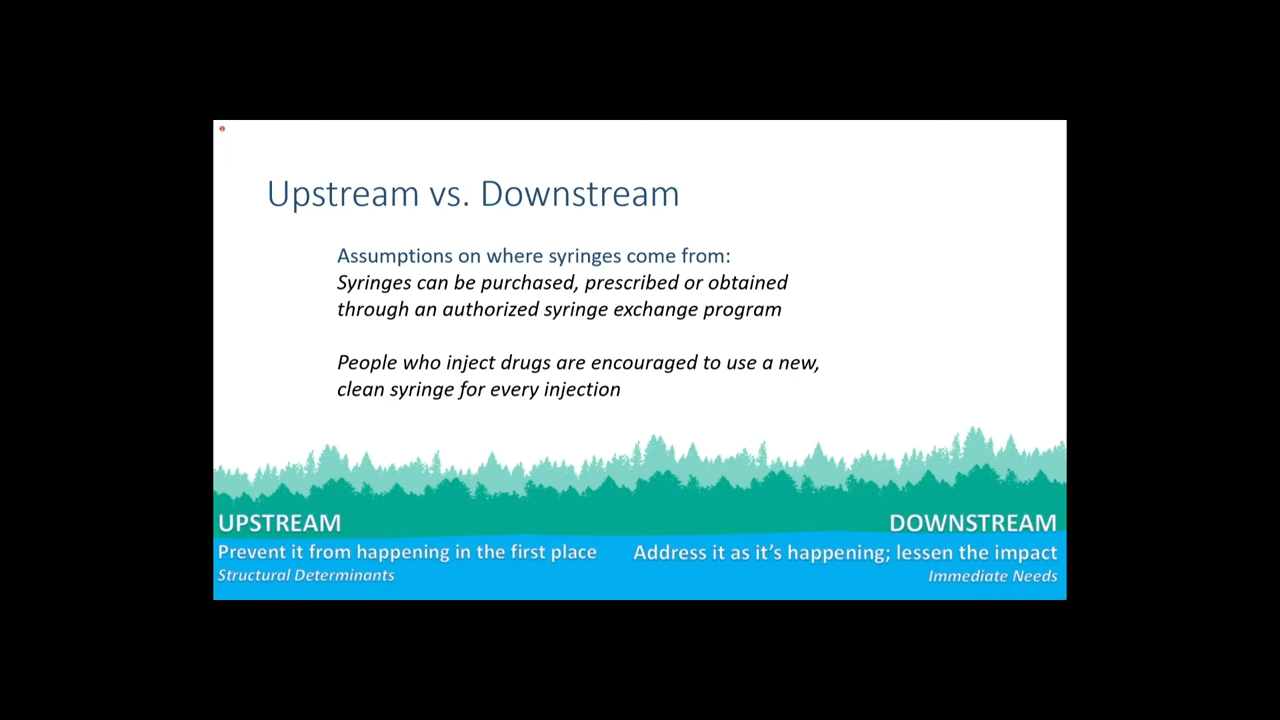 Upstream vs. Downstream
Assumptions on where syringes come from:
Syringes can be purchased, prescribed or obtained
through an authorized syringe exchange program
People who inject drugs are encouraged to use a new,
clean syringe for every injection
UPSTREAM
Prevent it from happening in the first place
Structural Determinants
DOWNSTREAM
Address it as it’s happening; lessen the impact
Immediate Needs